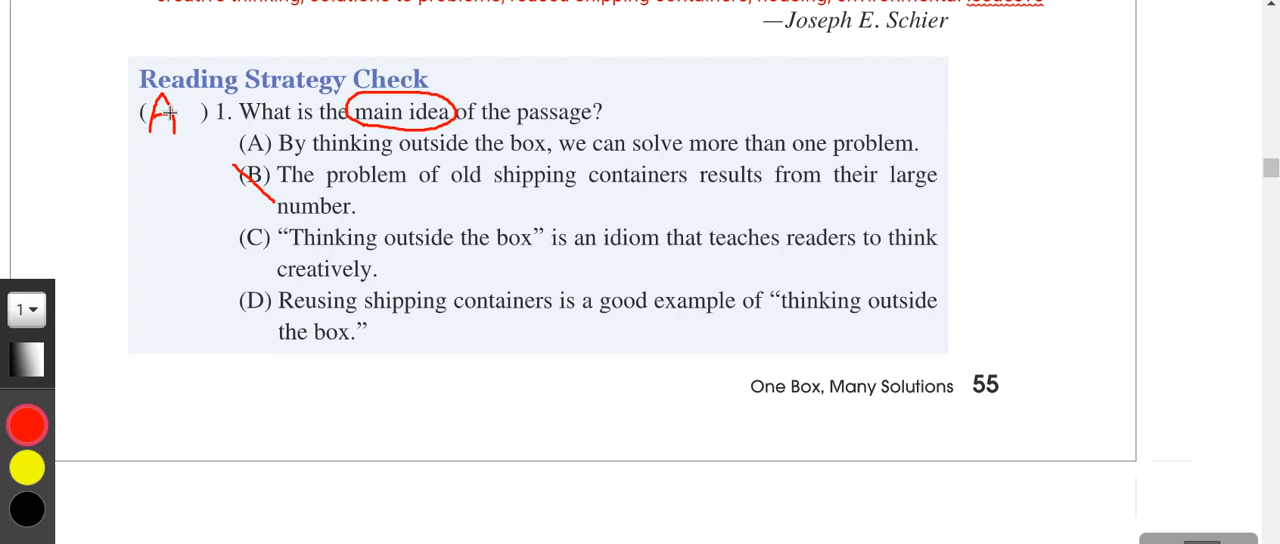 —Joseph E. Schier
Reading Strategy Check
( A ) 1. What is the main idea of the passage?
(A) By thinking outside the box, we can solve more than one problem.
(B) The problem of old shipping containers results from their large
number.
(C) “Thinking outside the box” is an idiom that teaches readers to think
creatively.
(D) Reusing shipping containers is a good example of “thinking outside
the box.”
1
One Box, Many Solutions 55